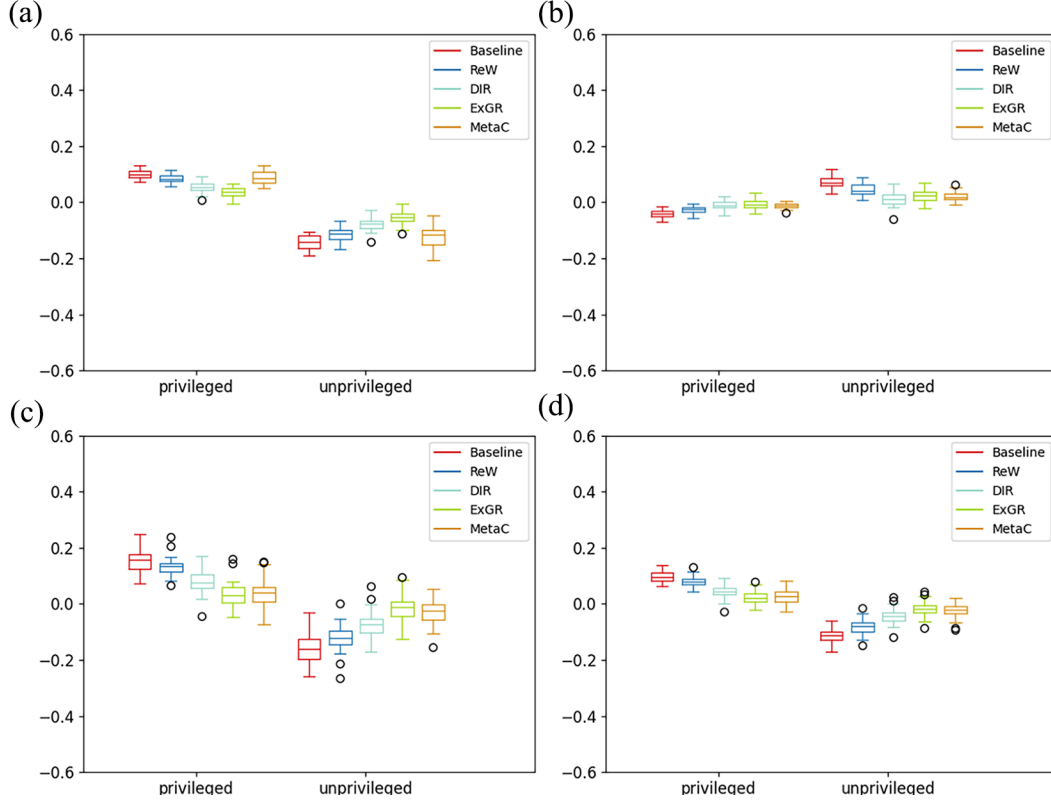 (a)
0.6
0.4
0.2
0.0
−0.2
−0.4
−0.6
privileged unprivileged
Baseline
ReW
DIR
ExGR
MetaC
(b)
0.6
0.4
0.2
0.0
−0.2
−0.4
−0.6
privileged unprivileged
Baseline
ReW
DIR
ExGR
MetaC
(c)
0.6
0.4
0.2
0.0
−0.2
−0.4
−0.6
privileged unprivileged
Baseline
ReW
DIR
ExGR
MetaC
(d)
0.6
0.4
0.2
0.0
−0.2
−0.4
−0.6
privileged unprivileged
Baseline
ReW
DIR
ExGR
MetaC